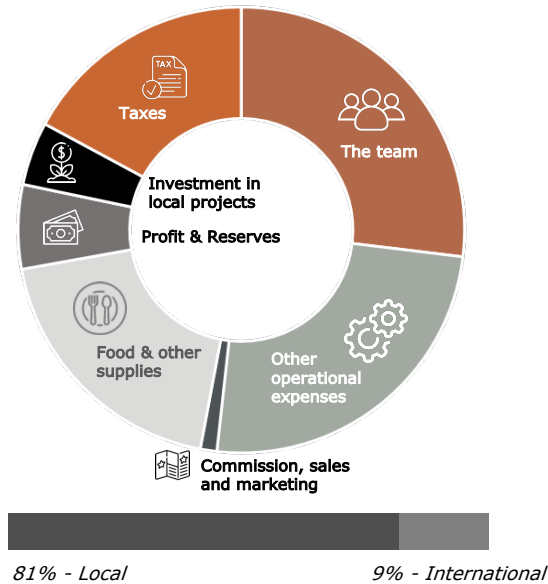 TAX
Taxes
The team
Investment in
local projects
Profit & Reserves
Food & other
supplies
Other
operational
expenses
Commission, sales
and marketing
81% - Local
9% - International